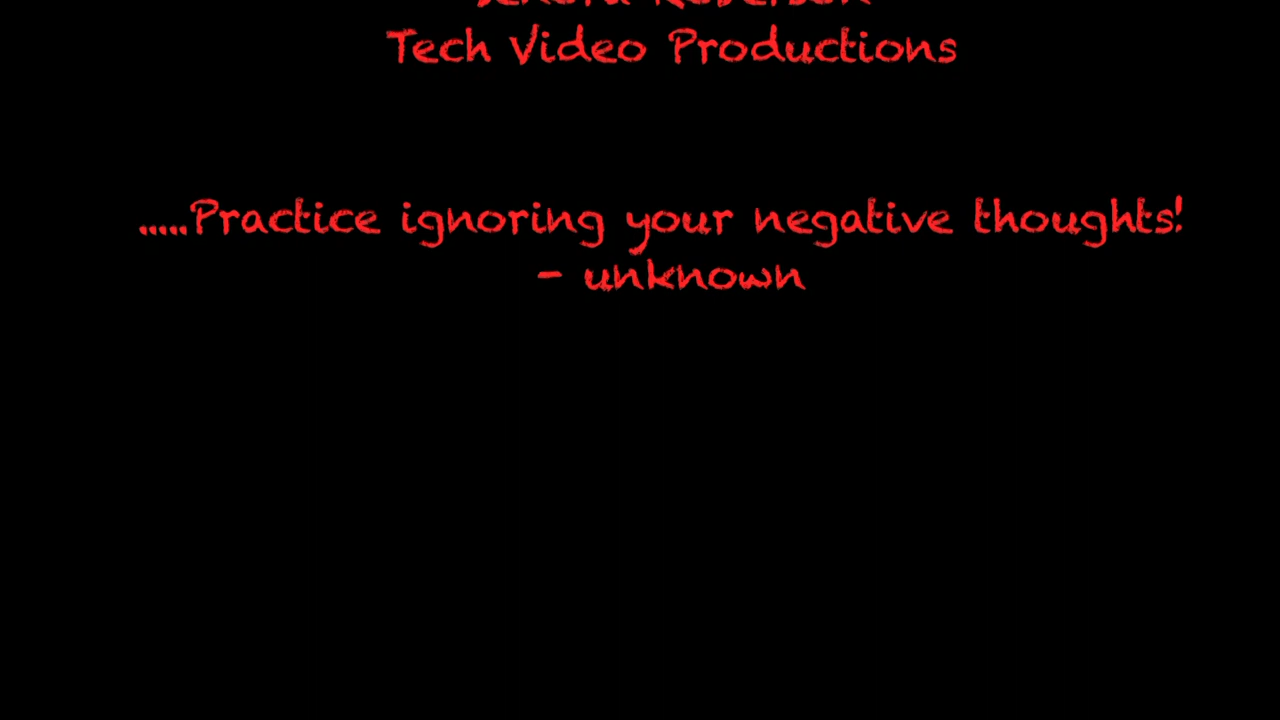 Tech Video Productions
.....Practice ignoring your negative thoughts!
- unknown